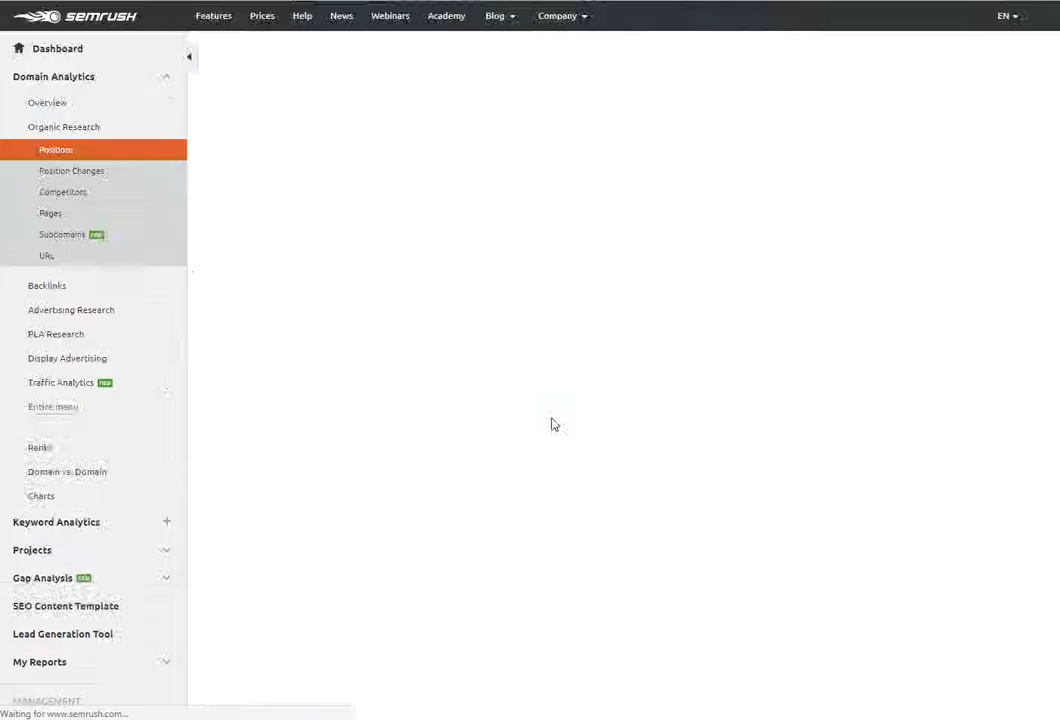 SEMRUSH Features Prices Help News Webinars Academy Blog Company EN
Dashboard
Domain Analytics
Overview
Organic Research
Positions
Position Changes
Competitors
Pages
Subdomains new
URL
Backlinks
Advertising Research
PLA Research
Display Advertising
Traffic Analytics new
Entire menu
Ranks
Domain vs. Domain
Charts
Keyword Analytics
Projects
Gap Analysis new
SEO Content Template
Lead Generation Tool
My Reports
MANAGEMENT
Waiting for www.semrush.com...